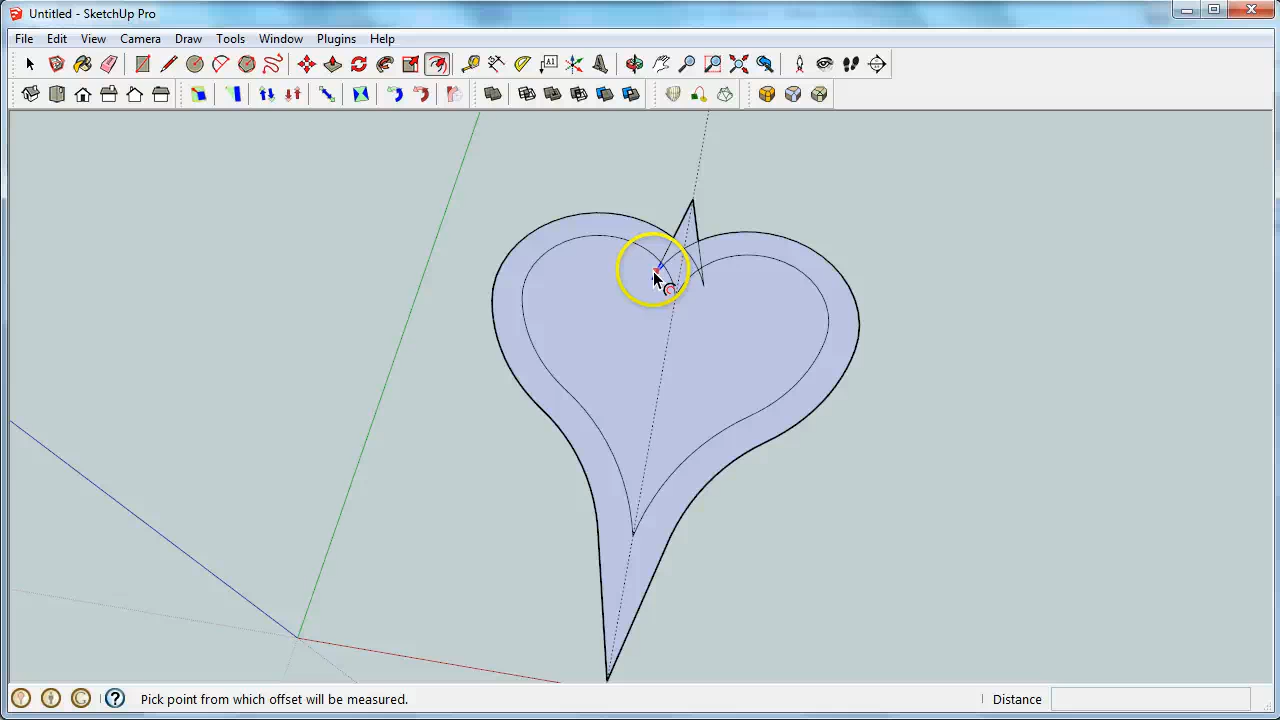 Untitled - SketchUp Pro
File Edit View Camera Draw Tools Window Plugins Help
A1
Pick point from which offset will be measured.
Distance